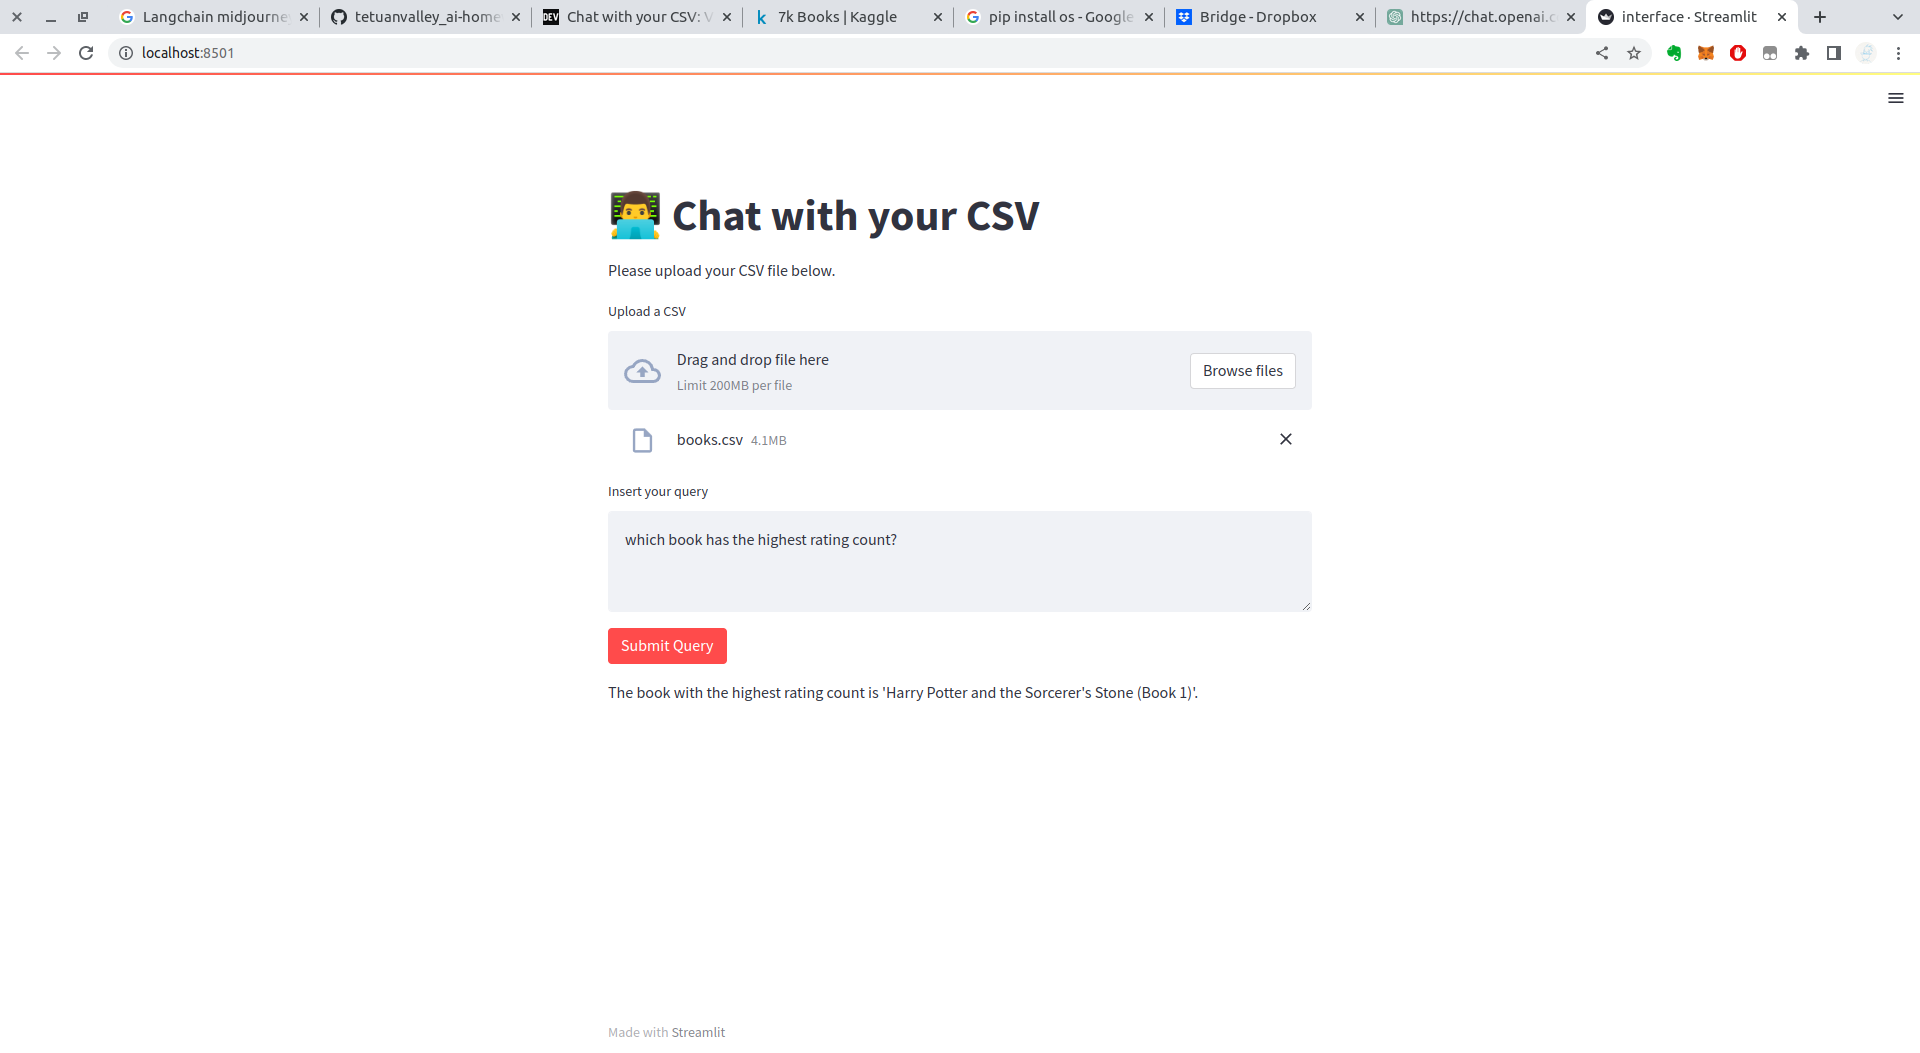 Langchain midjourne
tetuanvalley_ai-home
DEV
Chat with your CSV: V
7k Books | Kaggle
pip install os - Google
Bridge - Dropbox
https://chat.openai.c
interface · Streamlit
localhost:8501
Chat with your CSV
Please upload your CSV file below.
Upload a CSV
Drag and drop file here
Limit 200MB per file
Browse files
books.csv 4.1MB
Insert your query
which book has the highest rating count?
Submit Query
The book with the highest rating count is 'Harry Potter and the Sorcerer's Stone (Book 1)'.
Made with Streamlit